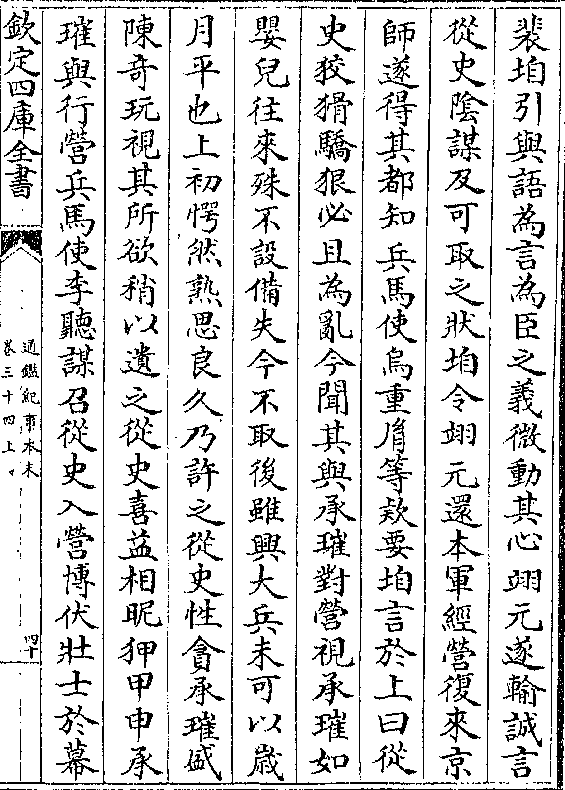 裴垍引與語為言為臣之義微動其心翊元遂輸誠言
從史陰謀及可取之狀垍令翊元還本軍經營復來京
師遂得其都知兵馬使烏重脩等款要垍言於上曰從
史狡猾驕狠必且為亂今聞其與承璀對營視承璀如
嬰兒往來殊不設備失今不取後雖興大兵未可以嵗
月平也上初愕然熟思良久乃許之從史性貪承璀盛
陳奇玩視其所欲稍以遺之從史喜益相昵狎甲申承
璀與行營兵馬使李聽謀召從史入營愽伏壯士於幕
欽定四庫全書
通鑑紀事本末
卷三十四上
四十